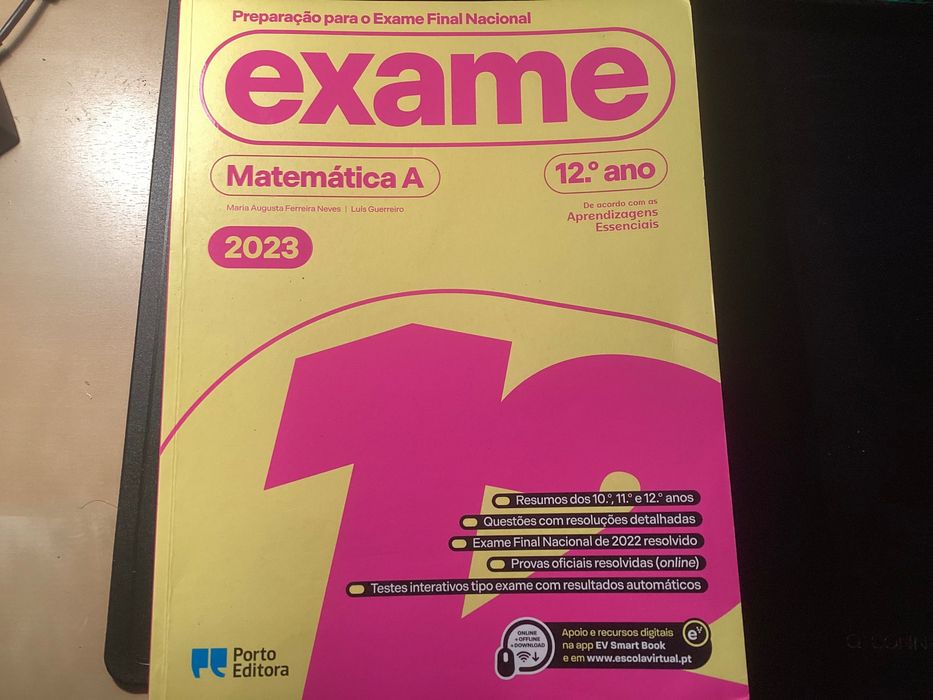 Preparação para o Exame Final Nacional
exame
Matemática A
12.º ano
Maria Augusta Ferreira Neves | Luís Guerreiro
De acordo com as
Aprendizagens
Essenciais
2023
12
Resumos dos 10.º, 11.º e 12.º anos
Questões com resoluções detalhadas
Exame Final Nacional de 2022 resolvido
Provas oficiais resolvidas (online)
Testes interativos tipo exame com resultados automáticos
ONLINE
+ OFFLINE
+ DOWNLOAD
Apoio e recursos digitais
na app EV Smart Book
e em www.escolavirtual.pt
ev
Porto
Editora